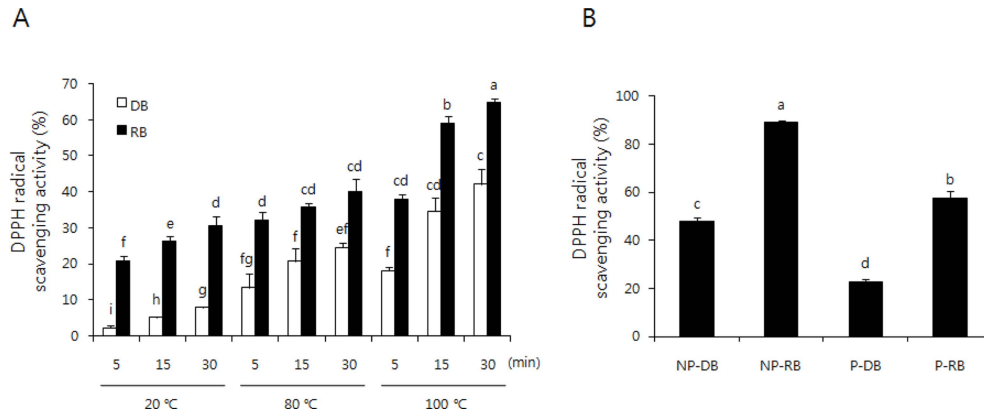 A
DPPH radical
scavenging activity (%)
70
60
50
40
30
20
10
0
DB
RB
i
f
h
e
g
d
fg
d
f
cd
ef
cd
f
cd
cd
b
c
a
5 15 30 5 15 30 5 15 30 (min)
20 ℃ 80 ℃ 100 ℃
B
DPPH radical
scavenging activity (%)
100
80
60
40
20
0
c
a
d
b
NP-DB NP-RB P-DB P-RB